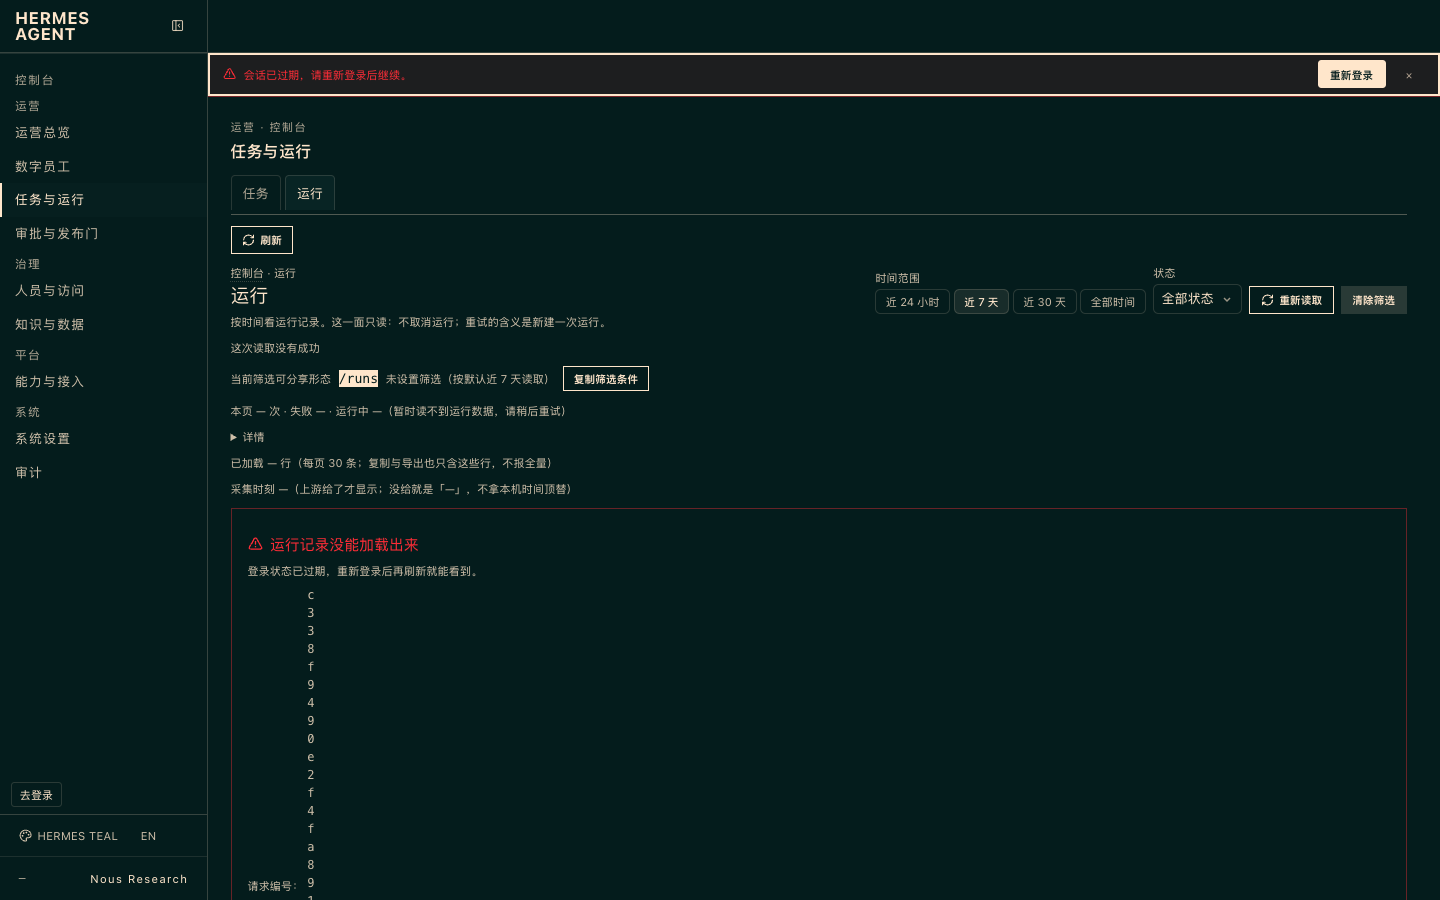 HERMES
AGENT
控制台
运营
运营总览
数字员工
任务与运行
审批与发布门
治理
人员与访问
知识与数据
平台
能力与接入
系统
系统设置
审计
去登录
HERMES TEAL
EN
—
Nous Research
会话已过期，请重新登录后继续。
重新登录
×
运营 · 控制台
任务与运行
任务
运行
刷新
控制台 · 运行
运行
按时间看运行记录。这一面只读：不取消运行；重试的含义是新建一次运行。
时间范围
近 24 小时
近 7 天
近 30 天
全部时间
状态
全部状态
重新读取
清除筛选
这次读取没有成功
当前筛选可分享形态 /runs 未设置筛选（按默认近 7 天读取）
复制筛选条件
本页 — 次 · 失败 — · 运行中 —（暂时读不到运行数据，请稍后重试）
▶ 详情
已加载 — 行（每页 30 条；复制与导出也只含这些行，不报全量）
采集时刻 —（上游给了才显示；没给就是「—」，不拿本机时间顶替）
运行记录没能加载出来
登录状态已过期，重新登录后再刷新就能看到。
请求编号：
c
3
3
8
f
9
4
9
0
e
2
f
4
f
a
8
9